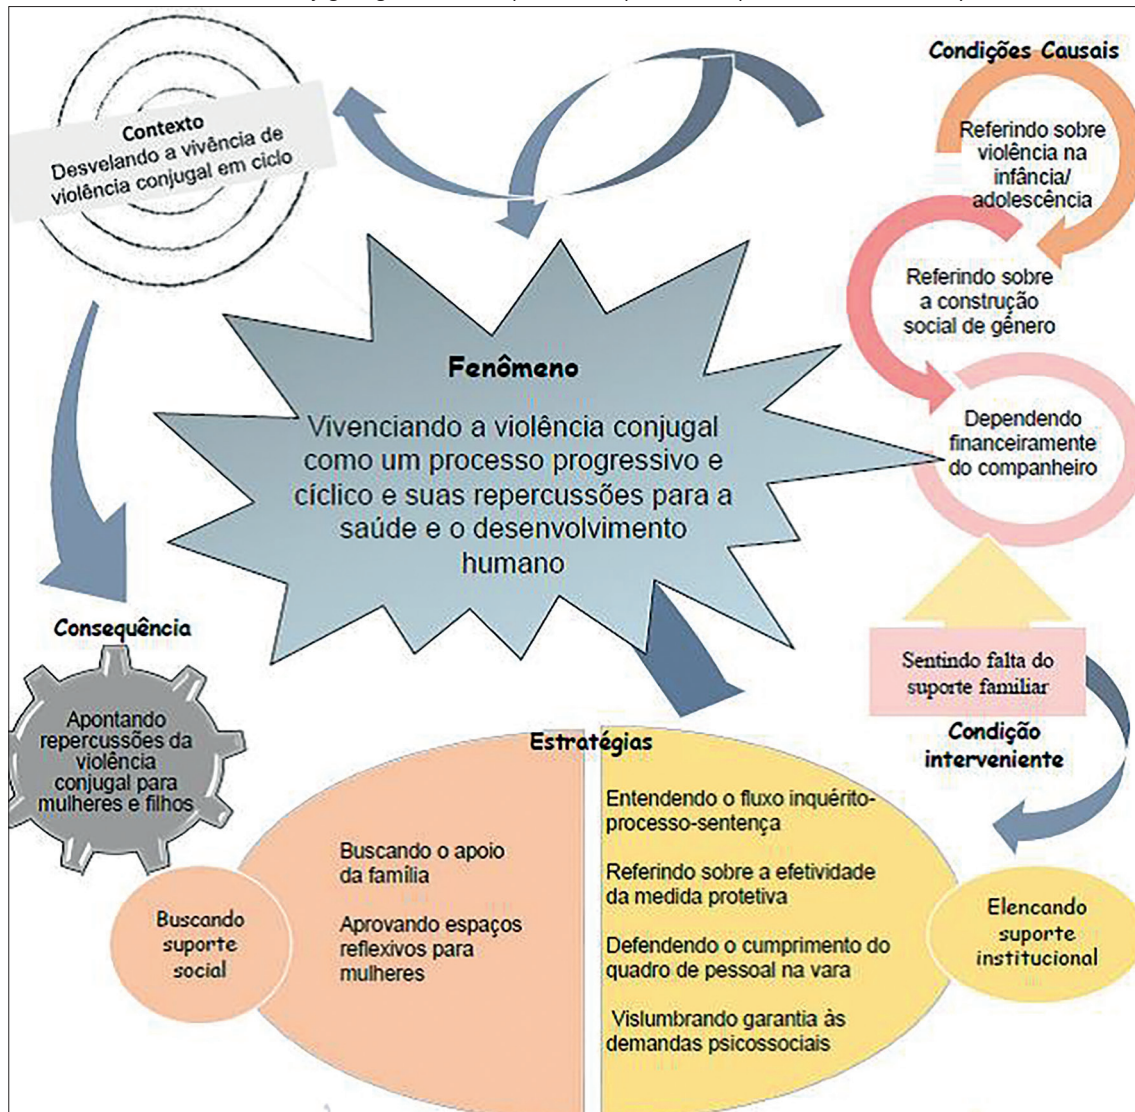 Condições Causais
Contexto
Desvelando a vivência de
violência conjugal em ciclo
Referindo sobre
violência na
infância/
adolescência
Referindo sobre
a construção
social de gênero
Dependendo
financeiramente
do companheiro
Fenômeno
Vivenciando a violência conjugal
como um processo progressivo e
cíclico e suas repercussões para a
saúde e o desenvolvimento
humano
Sentindo falta do
suporte familiar
Condição
interveniente
Consequência
Apontando
repercussões da
violência
conjugal para
mulheres e filhos
Estratégias
Buscando o apoio
da família
Aprovando espaços
reflexivos para
mulheres
Buscando
suporte
social
Entendendo o fluxo inquérito-
processo-sentença
Referindo sobre a efetividade
da medida protetiva
Defendendo o cumprimento do
quadro de pessoal na vara
Vislumbrando garantia às
demandas psicossociais
Elencando
suporte
institucional